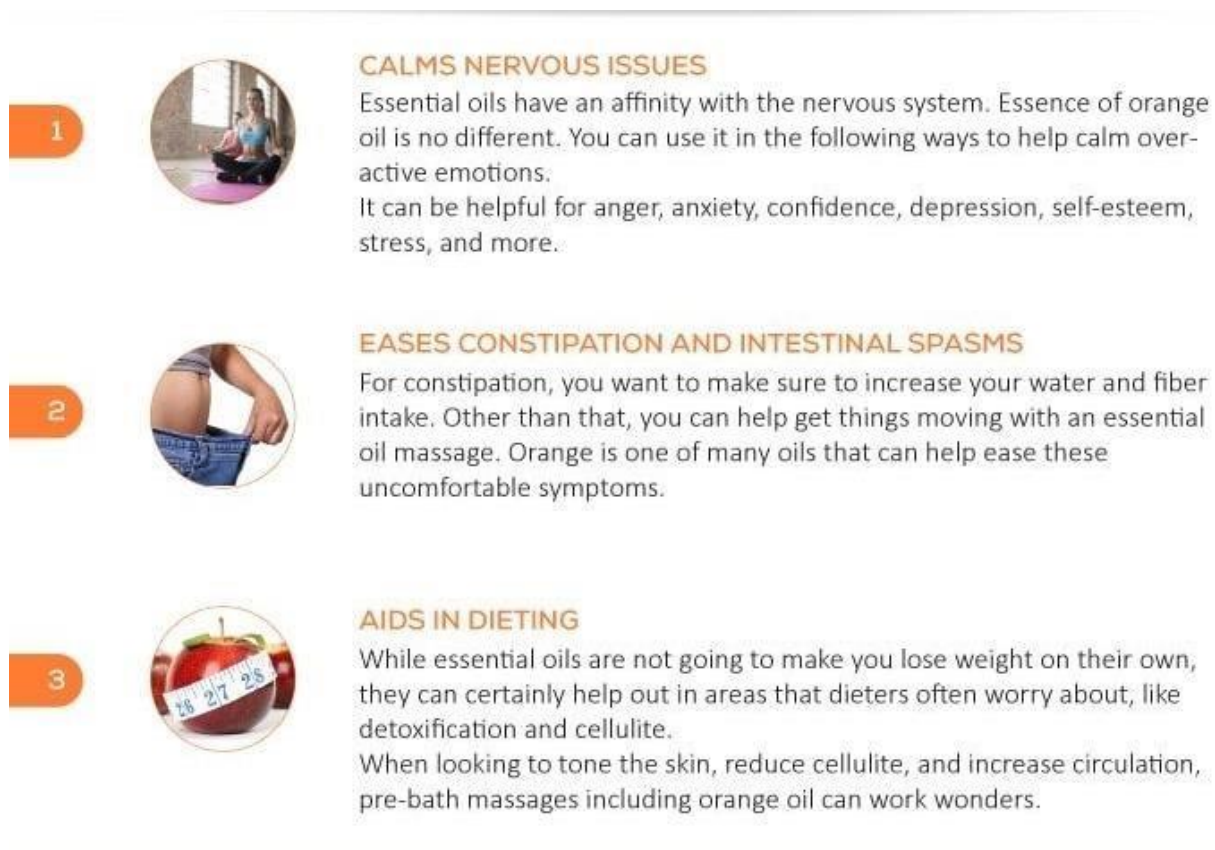 1
CALMS NERVOUS ISSUES
Essential oils have an affinity with the nervous system. Essence of orange
oil is no different. You can use it in the following ways to help calm over-
active emotions.
It can be helpful for anger, anxiety, confidence, depression, self-esteem,
stress, and more.
2
EASES CONSTIPATION AND INTESTINAL SPASMS
For constipation, you want to make sure to increase your water and fiber
intake. Other than that, you can help get things moving with an essential
oil massage. Orange is one of many oils that can help ease these
uncomfortable symptoms.
3
26 27 28
AIDS IN DIETING
While essential oils are not going to make you lose weight on their own,
they can certainly help out in areas that dieters often worry about, like
detoxification and cellulite.
When looking to tone the skin, reduce cellulite, and increase circulation,
pre-bath massages including orange oil can work wonders.